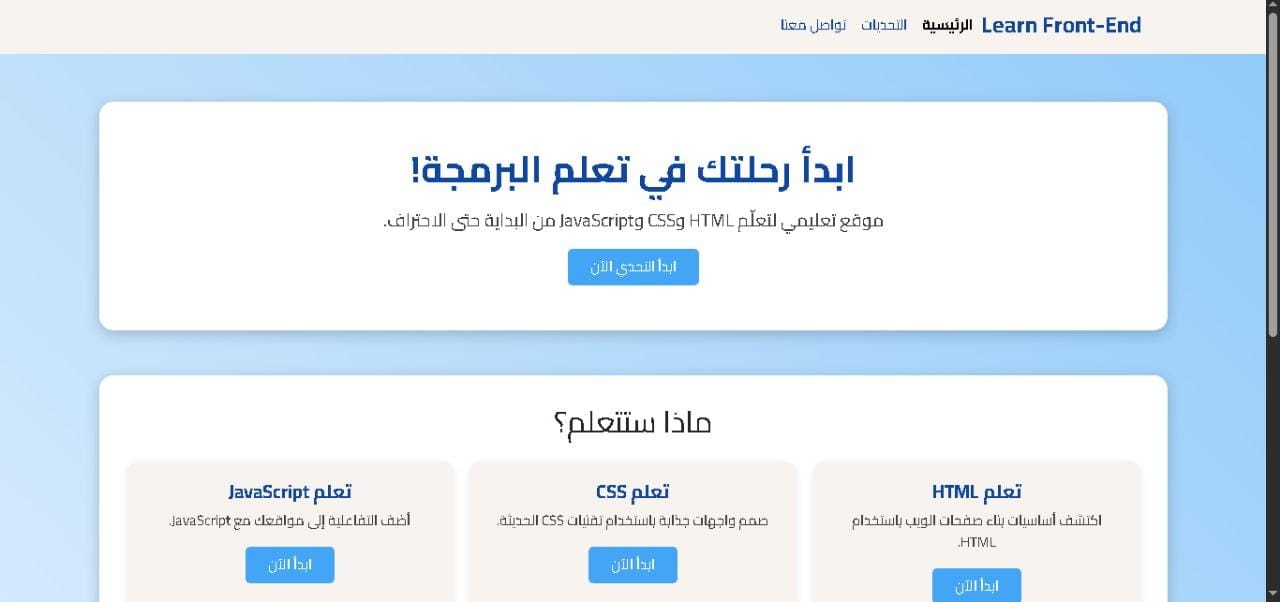 Learn Front-End الرئيسية التحديات تواصل معنا
ابدأ رحلتك في تعلم البرمجة!
موقع تعليمي لتعلّم HTML وCSS وJavaScript من البداية حتى الاحتراف.
ابدأ التحدي الآن
ماذا ستتعلم؟
تعلم HTML
اكتشف أساسيات بناء صفحات الويب باستخدام
HTML.
ابدأ الآن
تعلم CSS
صمم واجهات جذابة باستخدام تقنيات CSS الحديثة.
ابدأ الآن
تعلم JavaScript
أضف التفاعلية إلى مواقعك مع JavaScript.
ابدأ الآن